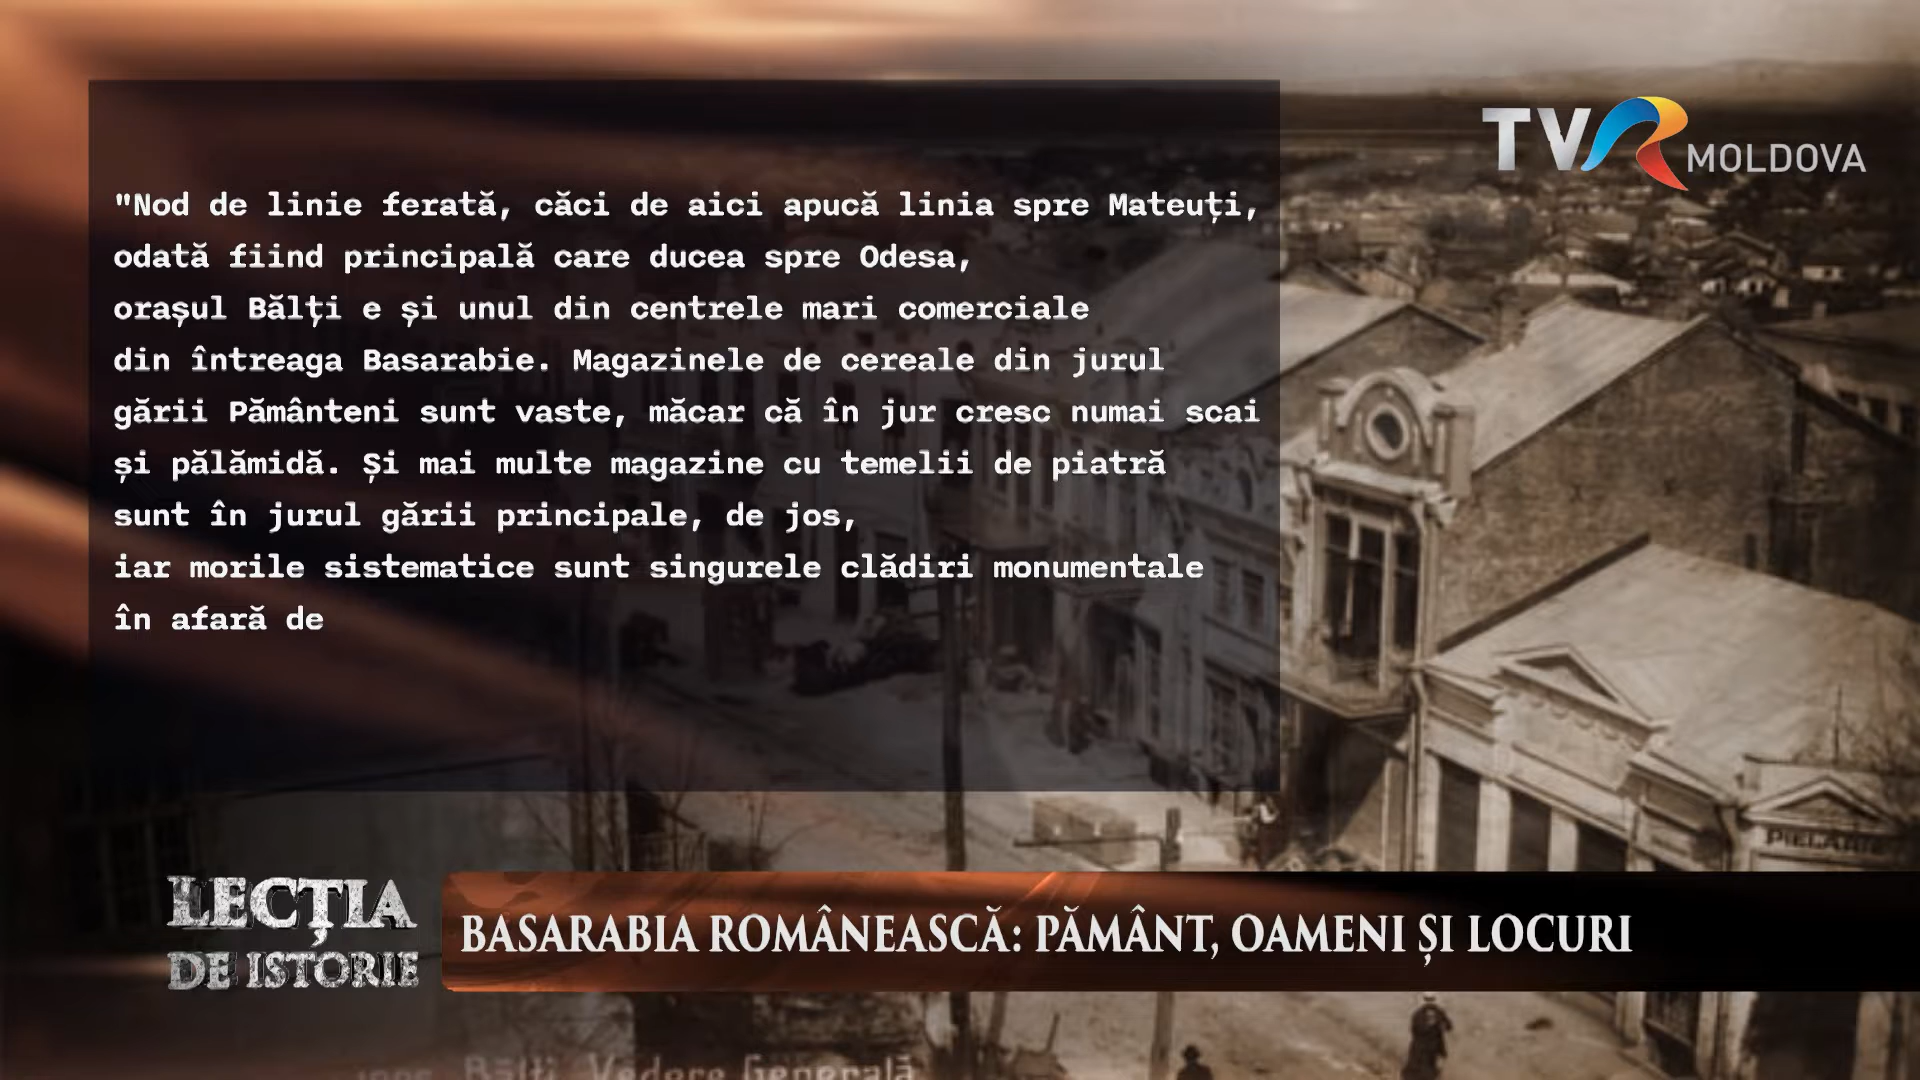 TVR MOLDOVA
"Nod de linie ferată, căci de aici apucă linia spre Mateuți,
odată fiind principală care ducea spre Odesa,
orașul Bălți e și unul din centrele mari comerciale
din întreaga Basarabie. Magazinele de cereale din jurul
gării Pământeni sunt vaste, măcar că în jur cresc numai scai
și pălămidă. Și mai multe magazine cu temelii de piatră
sunt în jurul gării principale, de jos,
iar morile sistematice sunt singurele clădiri monumentale
în afară de
PIELARIE
LECȚIA
DE ISTORIE
BASARABIA ROMÂNEASCĂ: PĂMÂNT, OAMENI ȘI LOCURI
Bălți Vedere Generală